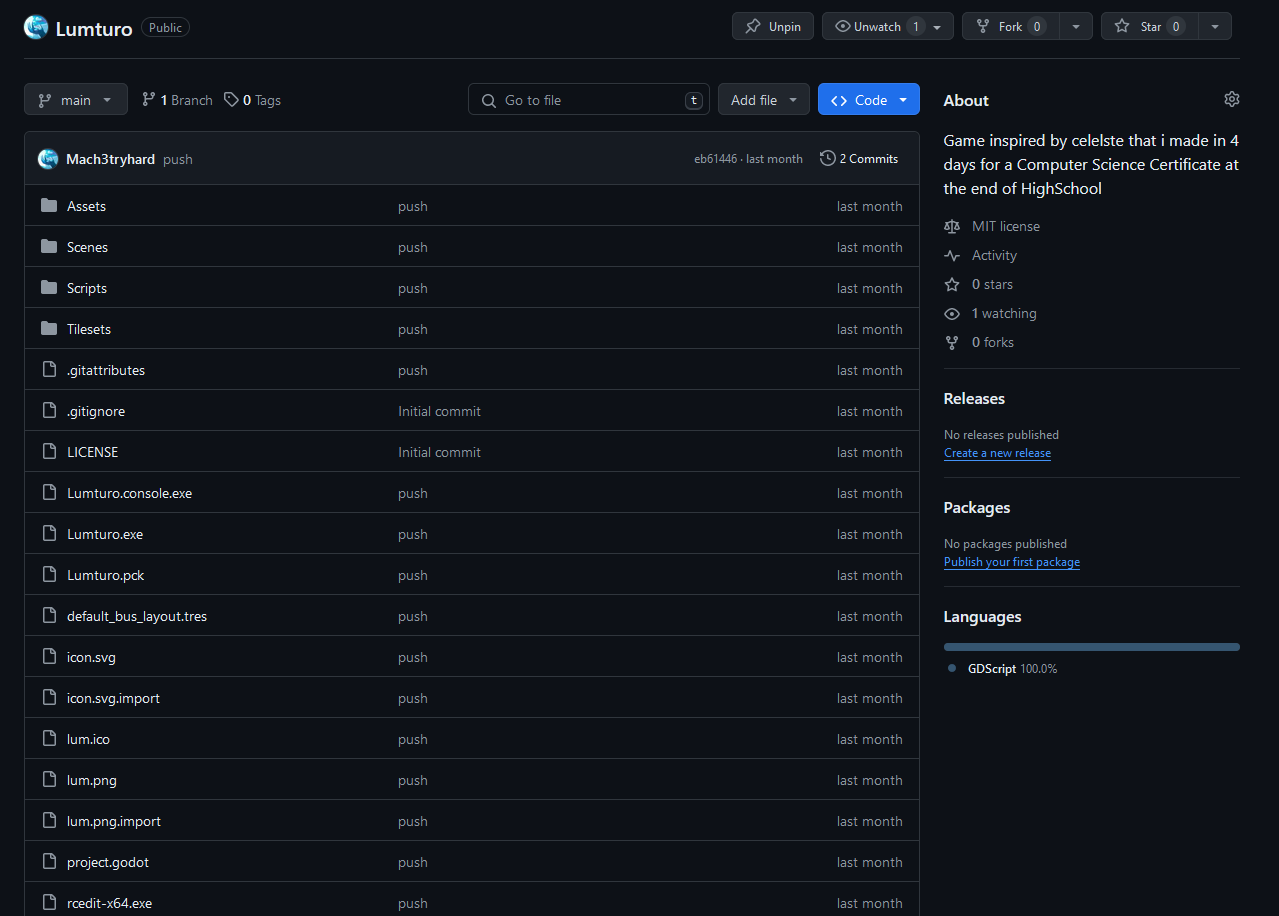 Lumturo Public Unpin Unwatch 1 Fork 0 Star 0
main 1 Branch 0 Tags Go to file t Add file Code
Mach3tryhard push eb61446 · last month 2 Commits
Assets push last month
Scenes push last month
Scripts push last month
Tilesets push last month
.gitattributes push last month
.gitignore Initial commit last month
LICENSE Initial commit last month
Lumturo.console.exe push last month
Lumturo.exe push last month
Lumturo.pck push last month
default_bus_layout.tres push last month
icon.svg push last month
icon.svg.import push last month
lum.ico push last month
lum.png push last month
lum.png.import push last month
project.godot push last month
rcedit-x64.exe push last month
About
Game inspired by celelste that i made in 4
days for a Computer Science Certificate at
the end of HighSchool
MIT license
Activity
0 stars
1 watching
0 forks
Releases
No releases published
Create a new release
Packages
No packages published
Publish your first package
Languages
GDScript 100.0%